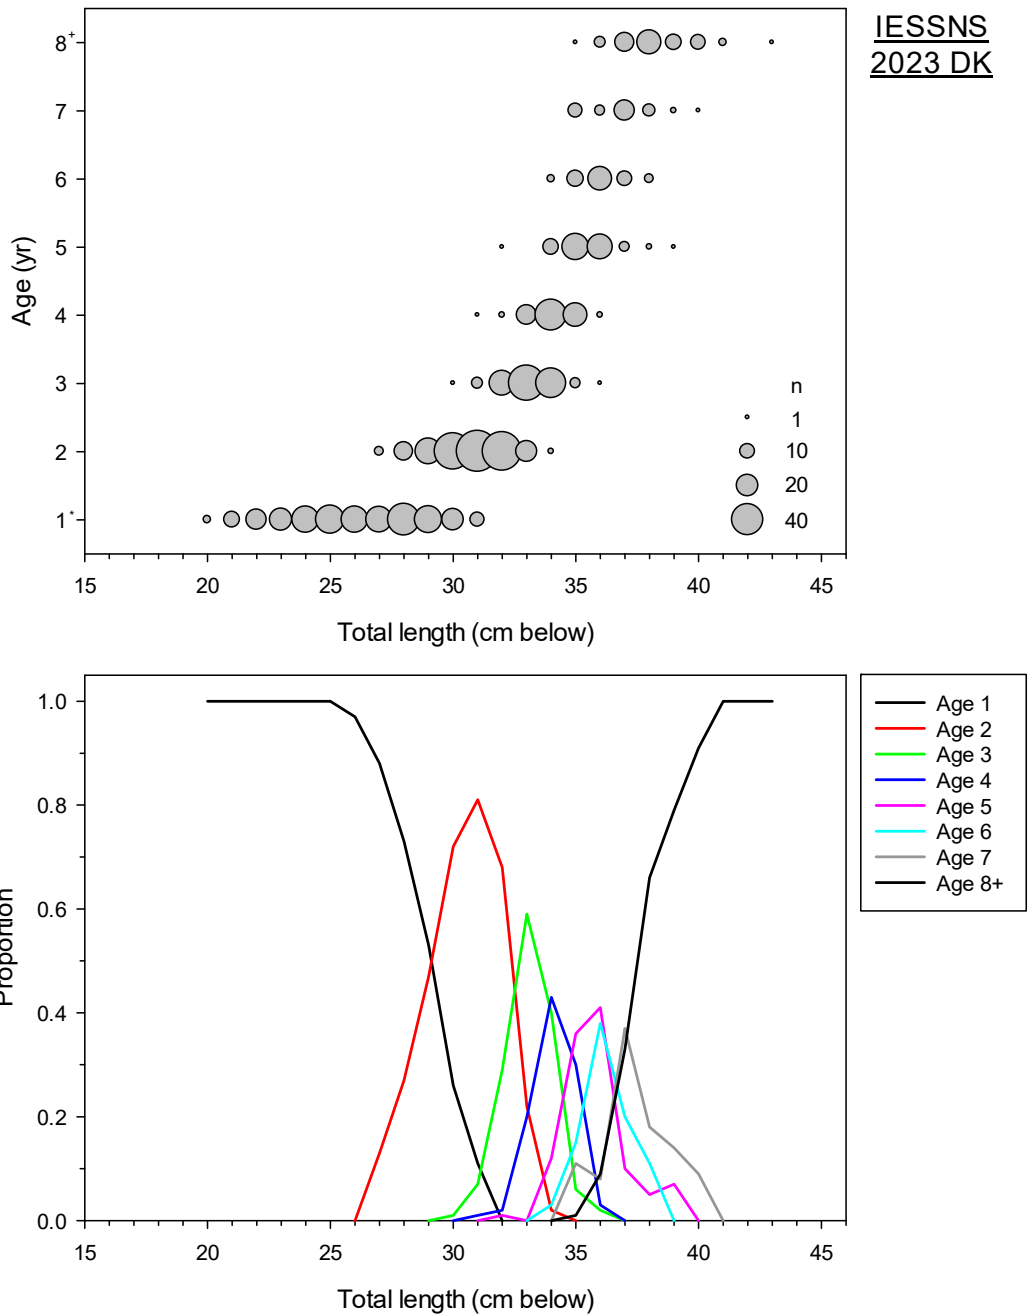 IESSNS
2023 DK
8+
7
6
5
4
3
2
1*
Age (yr)
n
1
10
20
40
15 20 25 30 35 40 45
Total length (cm below)
1.0
0.8
0.6
0.4
0.2
0.0
Proportion
15 20 25 30 35 40 45
Total length (cm below)
Age 1
Age 2
Age 3
Age 4
Age 5
Age 6
Age 7
Age 8+